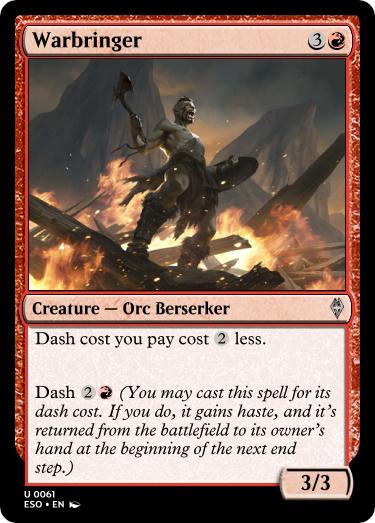 Warbringer 3
Creature — Orc Berserker
Dash cost you pay cost 2 less.
Dash 2 (You may cast this spell for its
dash cost. If you do, it gains haste, and it's
returned from the battlefield to its owner's
hand at the beginning of the next end
step.)
3/3
U 0061
ESO • EN